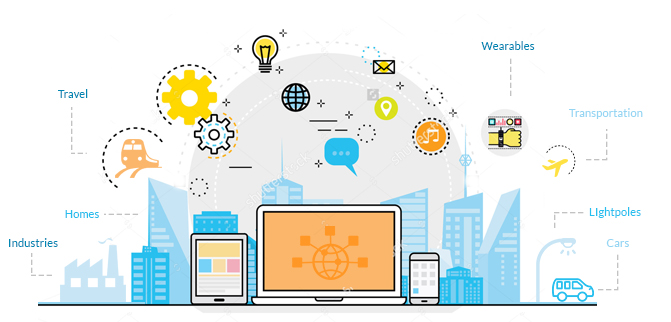 Wearables
Travel
Transportation
Homes
LIghtpoles
Industries
Cars